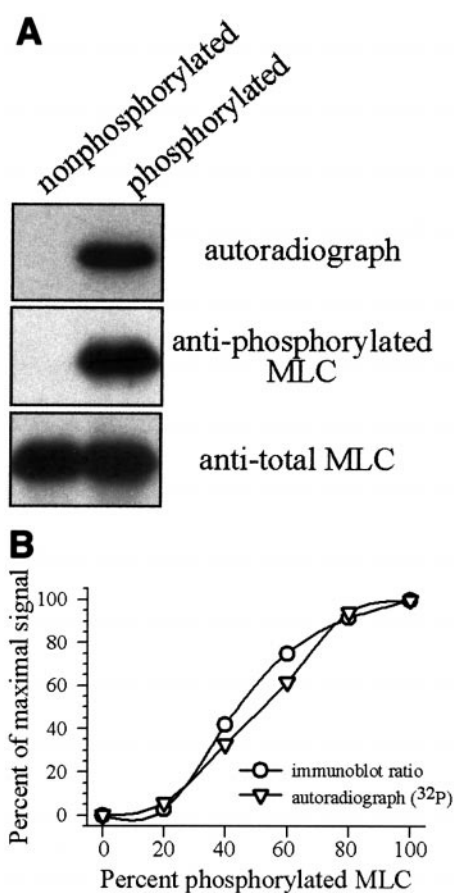 A
nonphosphorylated
phosphorylated
autoradiograph
anti-phosphorylated
MLC
anti-total MLC
B
Percent of maximal signal
100
80
60
40
20
0
immunoblot ratio
autoradiograph (³²P)
0 20 40 60 80 100
Percent phosphorylated MLC